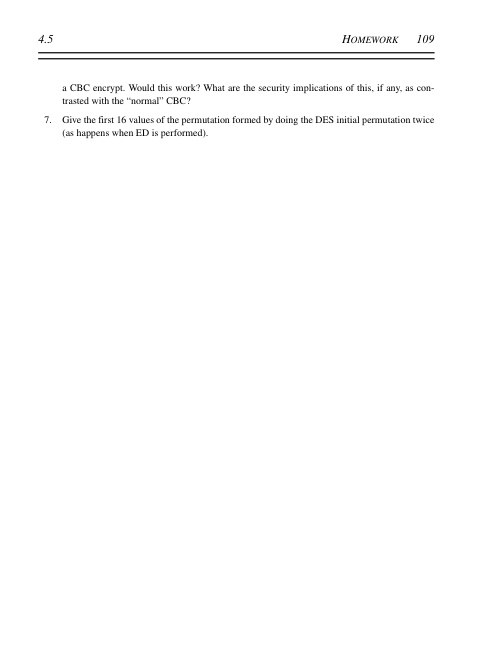 4.5 HOMEWORK 109
a CBC encrypt. Would this work? What are the security implications of this, if any, as con-
trasted with the “normal” CBC?
7. Give the first 16 values of the permutation formed by doing the DES initial permutation twice
(as happens when ED is performed).